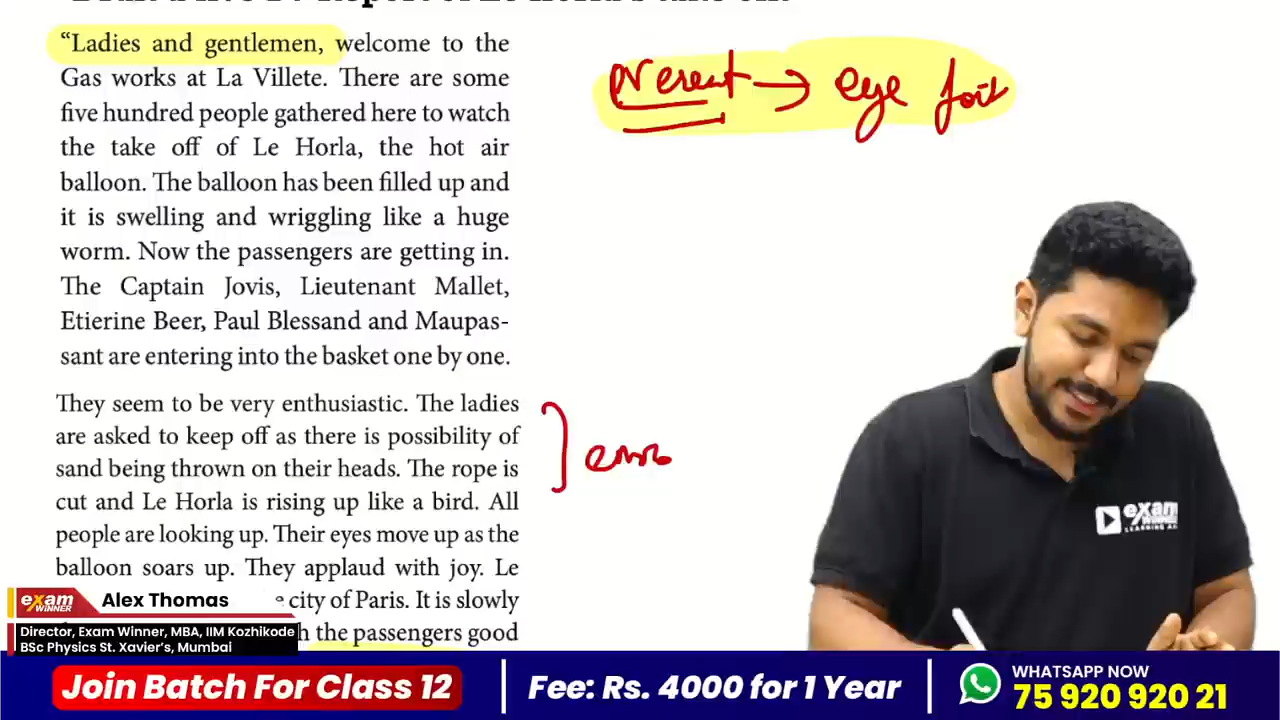 “Ladies and gentlemen, welcome to the
Gas works at La Villete. There are some
five hundred people gathered here to watch
the take off of Le Horla, the hot air
balloon. The balloon has been filled up and
it is swelling and wriggling like a huge
worm. Now the passengers are getting in.
The Captain Jovis, Lieutenant Mallet,
Etierine Beer, Paul Blessand and Maupas-
sant are entering into the basket one by one.
They seem to be very enthusiastic. The ladies
are asked to keep off as there is possibility of
sand being thrown on their heads. The rope is
cut and Le Horla is rising up like a bird. All
people are looking up. Their eyes move up as the
balloon soars up. They applaud with joy. Le
city of Paris. It is slowly
the passengers good
→ eye
exam WINNER
Alex Thomas
Director, Exam Winner, MBA, IIM Kozhikode
BSc Physics St. Xavier’s, Mumbai
exam WINNER
Join Batch For Class 12
Fee: Rs. 4000 for 1 Year
WHATSAPP NOW
75 920 920 21